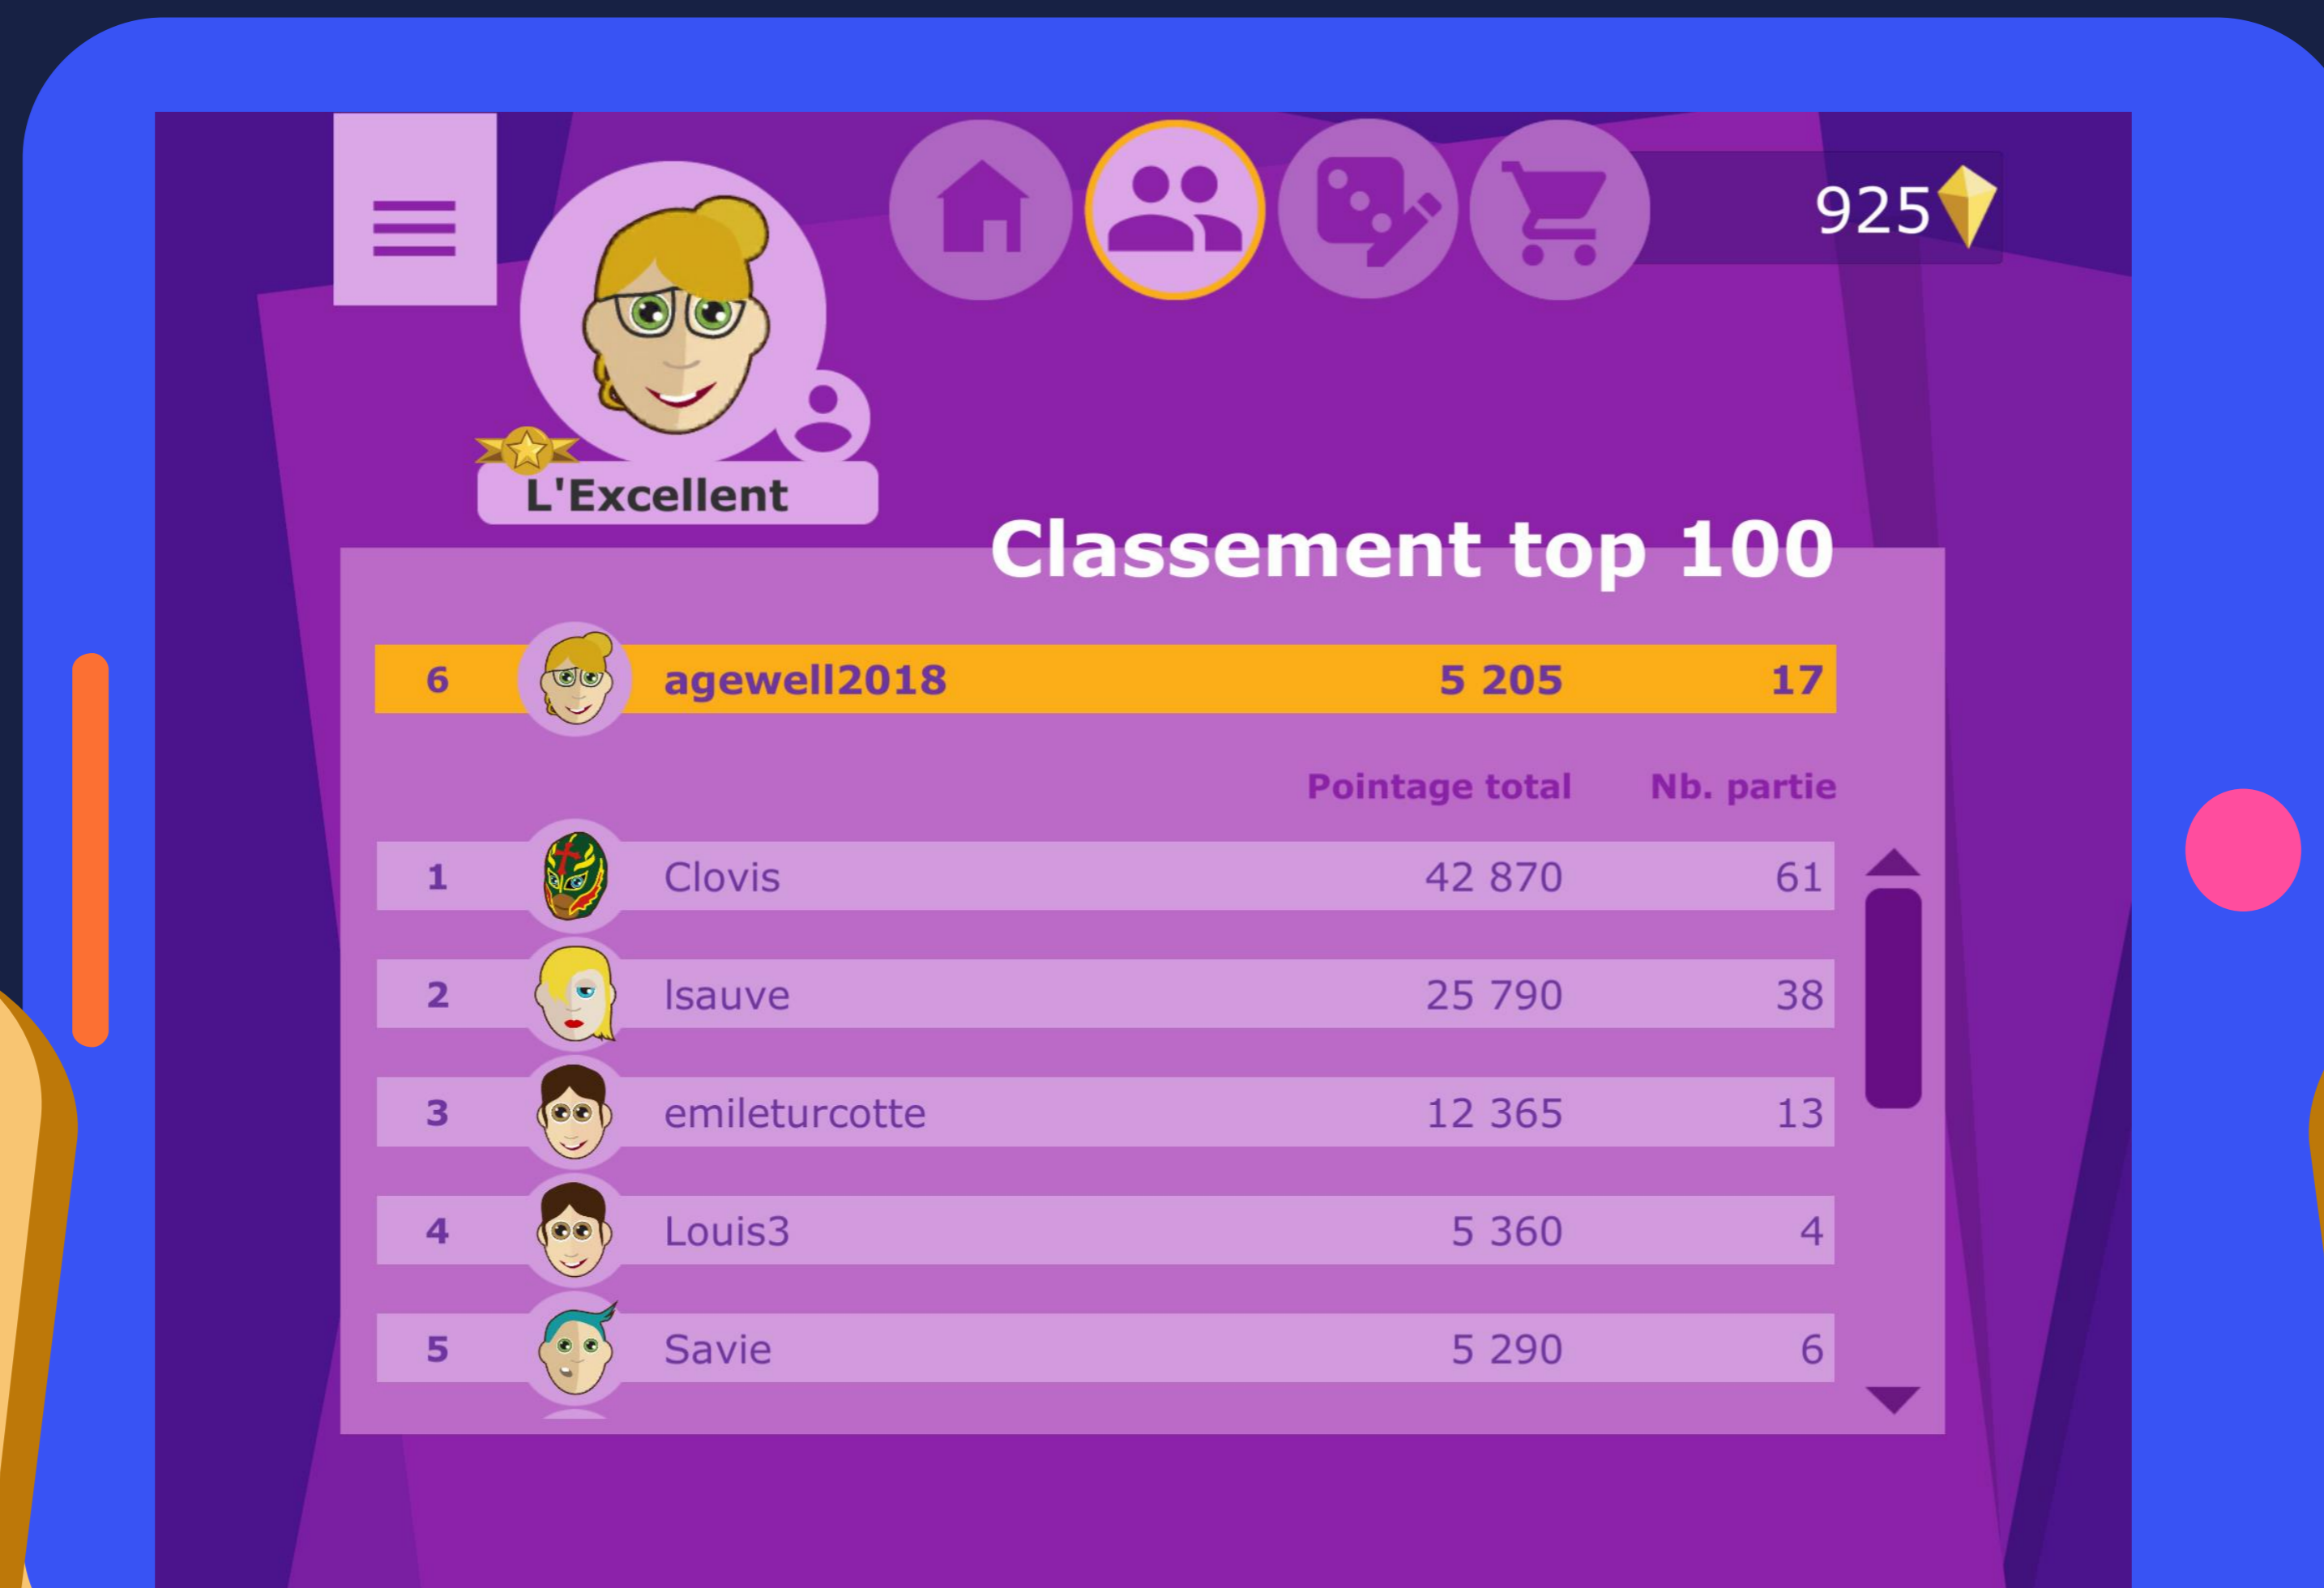 925
L'Excellent
Classement top 100
6 agewell2018 5 205 17
Pointage total Nb. partie
1 Clovis 42 870 61
2 lsauve 25 790 38
3 emileturcotte 12 365 13
4 Louis3 5 360 4
5 Savie 5 290 6